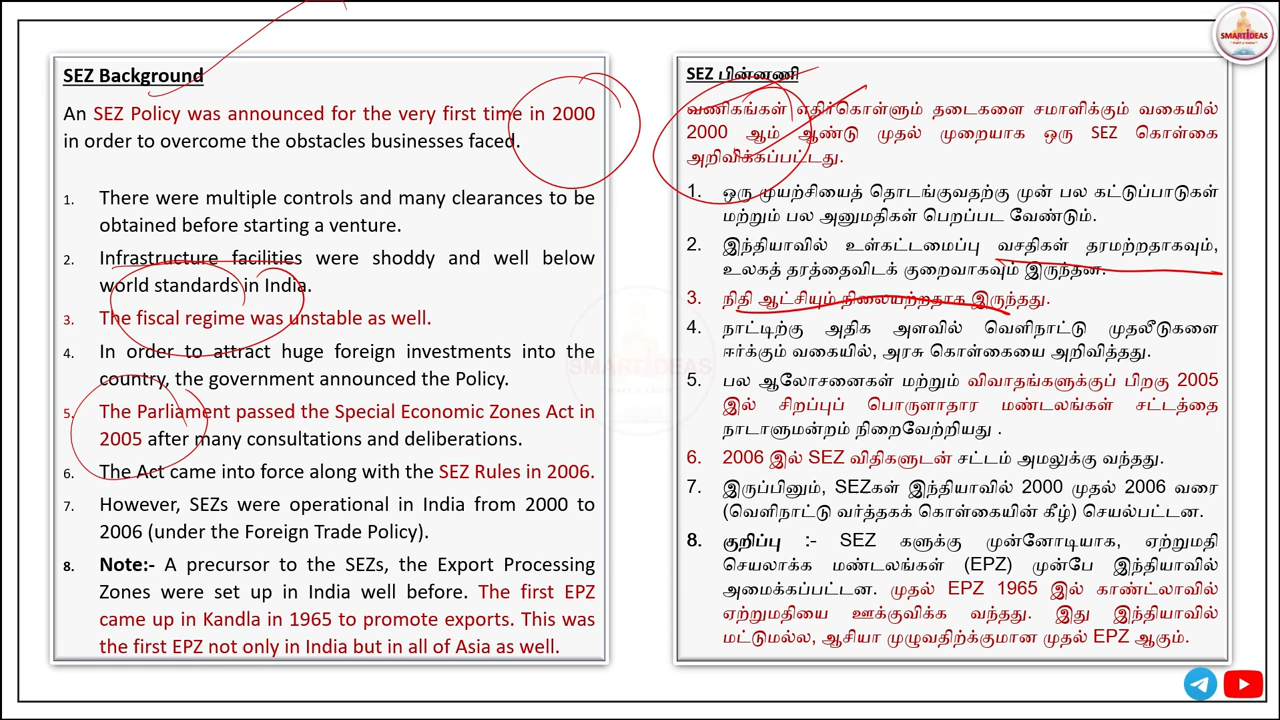 SMARTIDEAS
SEZ Background
An SEZ Policy was announced for the very first time in 2000
in order to overcome the obstacles businesses faced.
1. There were multiple controls and many clearances to be
obtained before starting a venture.
2. Infrastructure facilities were shoddy and well below
world standards in India.
3. The fiscal regime was unstable as well.
4. In order to attract huge foreign investments into the
country, the government announced the Policy.
5. The Parliament passed the Special Economic Zones Act in
2005 after many consultations and deliberations.
6. The Act came into force along with the SEZ Rules in 2006.
7. However, SEZs were operational in India from 2000 to
2006 (under the Foreign Trade Policy).
8. Note:- A precursor to the SEZs, the Export Processing
Zones were set up in India well before. The first EPZ
came up in Kandla in 1965 to promote exports. This was
the first EPZ not only in India but in all of Asia as well.
SEZ பின்னணி
வணிகங்கள் எதிர்கொள்ளும் தடைகளை சமாளிக்கும் வகையில்
2000 ஆம் ஆண்டு முதல் முறையாக ஒரு SEZ கொள்கை
அறிவிக்கப்பட்டது.
1. ஒரு முயற்சியைத் தொடங்குவதற்கு முன் பல கட்டுப்பாடுகள்
மற்றும் பல அனுமதிகள் பெறப்பட வேண்டும்.
2. இந்தியாவில் உள்கட்டமைப்பு வசதிகள் தரமற்றதாகவும்,
உலகத் தரத்தைவிடக் குறைவாகவும் இருந்தன.
3. நிதி ஆட்சியும் நிலையற்றதாக இருந்தது.
4. நாட்டிற்கு அதிக அளவில் வெளிநாட்டு முதலீடுகளை
ஈர்க்கும் வகையில், அரசு கொள்கையை அறிவித்தது.
5. பல ஆலோசனைகள் மற்றும் விவாதங்களுக்குப் பிறகு 2005
இல் சிறப்புப் பொருளாதார மண்டலங்கள் சட்டத்தை
நாடாளுமன்றம் நிறைவேற்றியது .
6. 2006 இல் SEZ விதிகளுடன் சட்டம் அமலுக்கு வந்தது.
7. இருப்பினும், SEZகள் இந்தியாவில் 2000 முதல் 2006 வரை
(வெளிநாட்டு வர்த்தகக் கொள்கையின் கீழ்) செயல்பட்டன.
8. குறிப்பு :- SEZ களுக்கு முன்னோடியாக, ஏற்றுமதி
செயலாக்க மண்டலங்கள் (EPZ) முன்பே இந்தியாவில்
அமைக்கப்பட்டன. முதல் EPZ 1965 இல் காண்ட்லாவில்
ஏற்றுமதியை ஊக்குவிக்க வந்தது. இது இந்தியாவில்
மட்டுமல்ல, ஆசியா முழுவதிற்க்குமான முதல் EPZ ஆகும்.
SMARTIDEAS